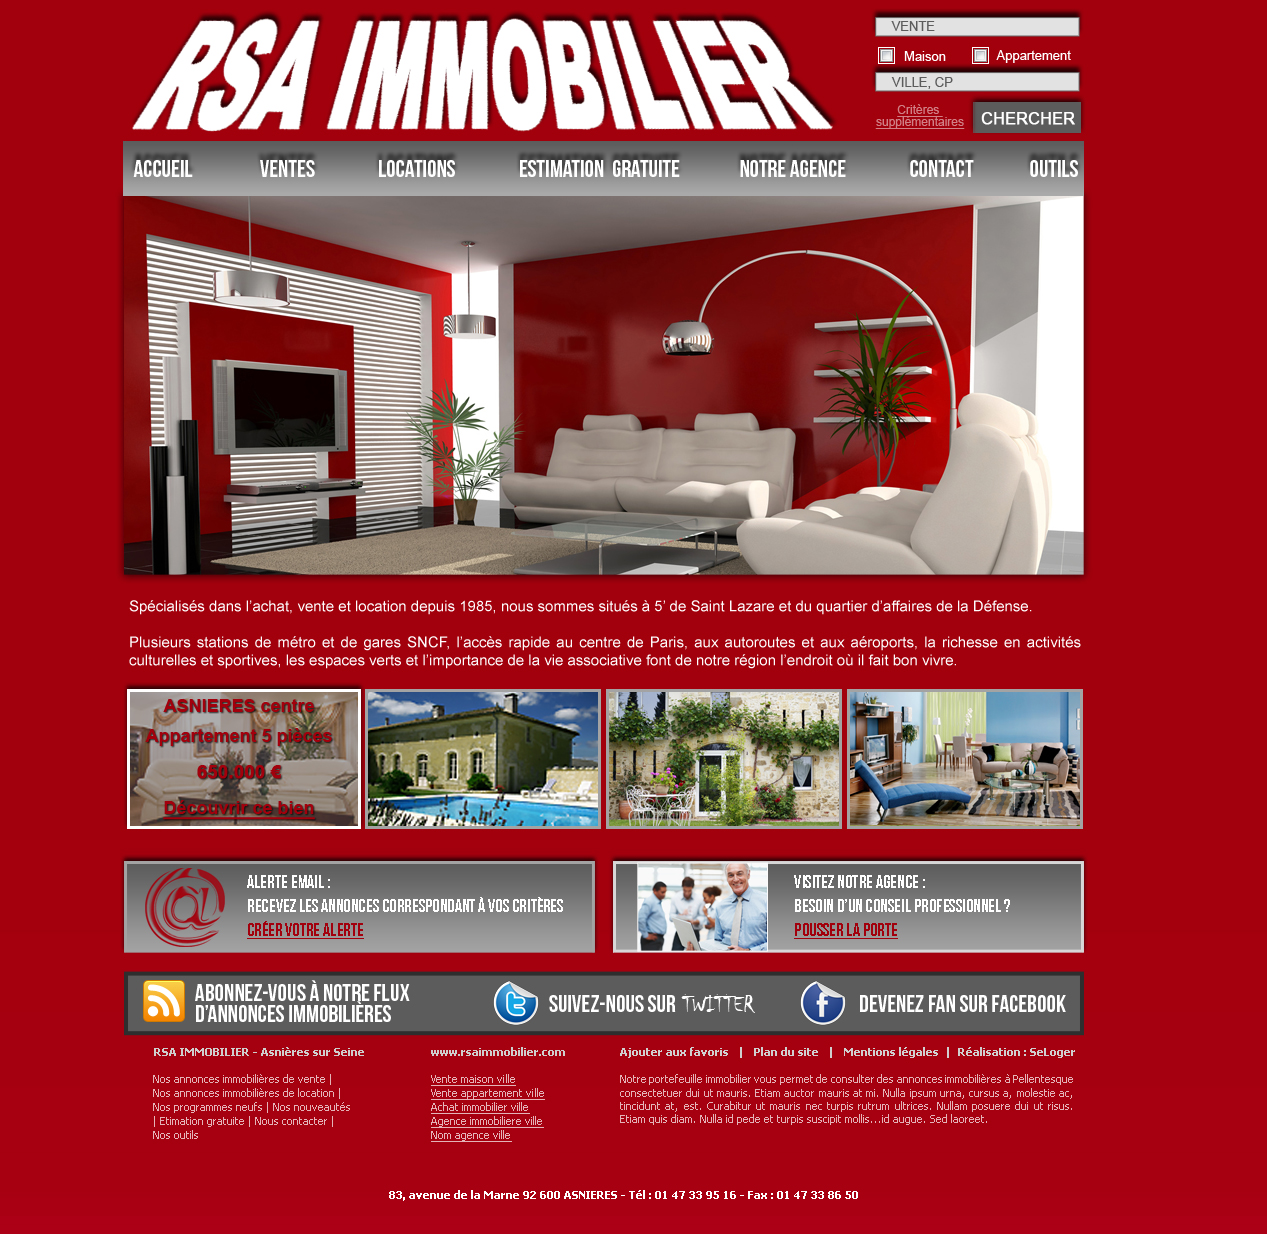 RSA IMMOBILIER
VENTE
Maison Appartement
VILLE, CP
Critères
supplémentaires
CHERCHER
ACCUEIL VENTES LOCATIONS ESTIMATION GRATUITE NOTRE AGENCE CONTACT OUTILS
Spécialisés dans l'achat, vente et location depuis 1985, nous sommes situés à 5' de Saint Lazare et du quartier d'affaires de la Défense.
Plusieurs stations de métro et de gares SNCF, l'accès rapide au centre de Paris, aux autoroutes et aux aéroports, la richesse en activités
culturelles et sportives, les espaces verts et l'importance de la vie associative font de notre région l'endroit où il fait bon vivre.
ASNIERES centre
Appartement 5 pièces
650.000 €
Découvrir ce bien
ALERTE EMAIL :
RECEVEZ LES ANNONCES CORRESPONDANT À VOS CRITÈRES
CRÉER VOTRE ALERTE
VISITEZ NOTRE AGENCE :
BESOIN D'UN CONSEIL PROFESSIONNEL ?
POUSSER LA PORTE
ABONNEZ-VOUS À NOTRE FLUX
D'ANNONCES IMMOBILIÈRES
SUIVEZ-NOUS SUR TWITTER
DEVENEZ FAN SUR FACEBOOK
RSA IMMOBILIER - Asnières sur Seine
Nos annonces immobilières de vente |
Nos annonces immobilières de location |
Nos programmes neufs | Nos nouveautés
| Etimation gratuite | Nous contacter |
Nos outils
www.rsaimmobilier.com
Vente maison ville
Vente appartement ville
Achat immobilier ville
Agence immobiliere ville
Nom agence ville
Ajouter aux favoris | Plan du site | Mentions légales | Réalisation : SeLoger
Notre portefeuille immobilier vous permet de consulter des annonces immobilières à Pellentesque
consectetuer dui ut mauris. Etiam auctor mauris at mi. Nulla ipsum urna, cursus a, molestie ac,
tincidunt at, est. Curabitur ut mauris nec turpis rutrum ultrices. Nullam posuere dui ut risus.
Etiam quis diam. Nulla id pede et turpis suscipit mollis...id augue. Sed laoreet.
83, avenue de la Marne 92 600 ASNIERES - Tél : 01 47 33 95 16 - Fax : 01 47 33 86 50